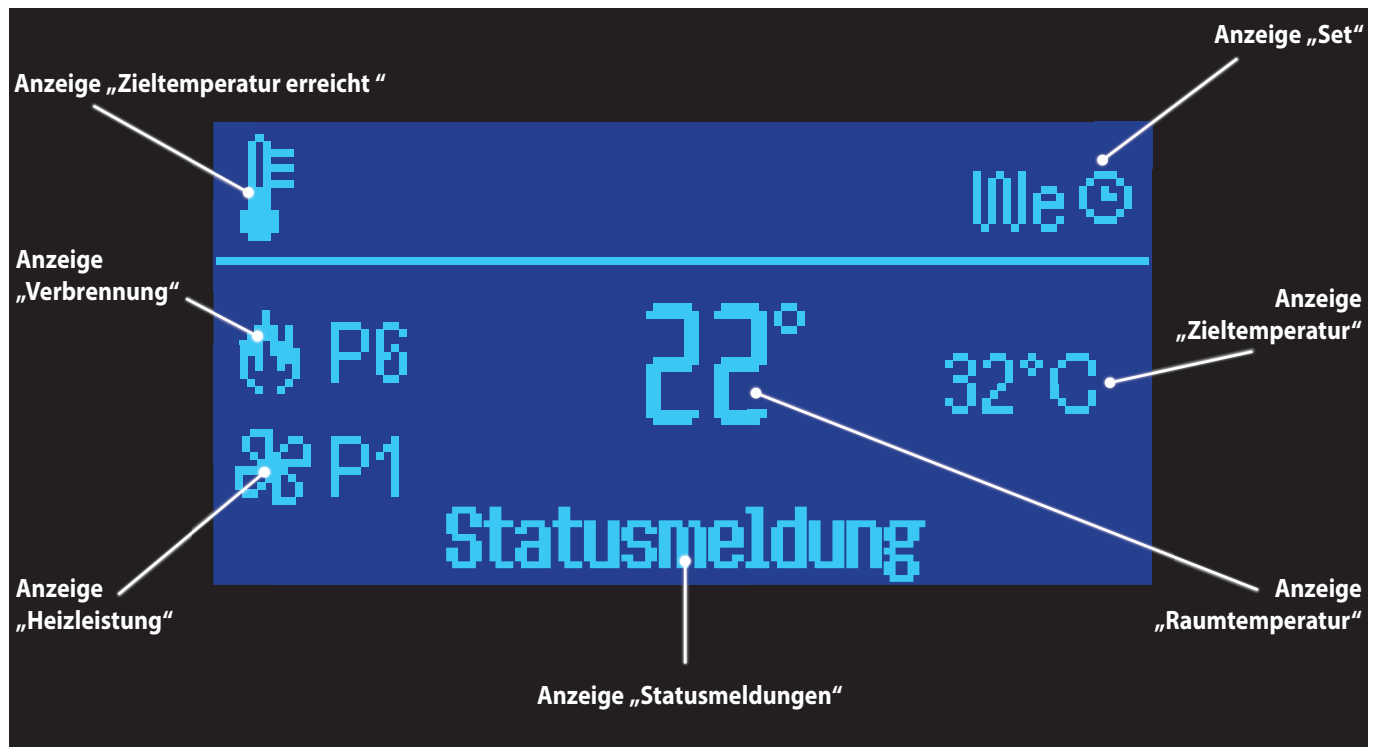 Anzeige „Set“
Anzeige „Zieltemperatur erreicht “
We
Anzeige
„Verbrennung“
P6
22°
32°C
Anzeige
„Zieltemperatur“
P1
Statusmeldung
Anzeige
„Heizleistung“
Anzeige
„Raumtemperatur“
Anzeige „Statusmeldungen“